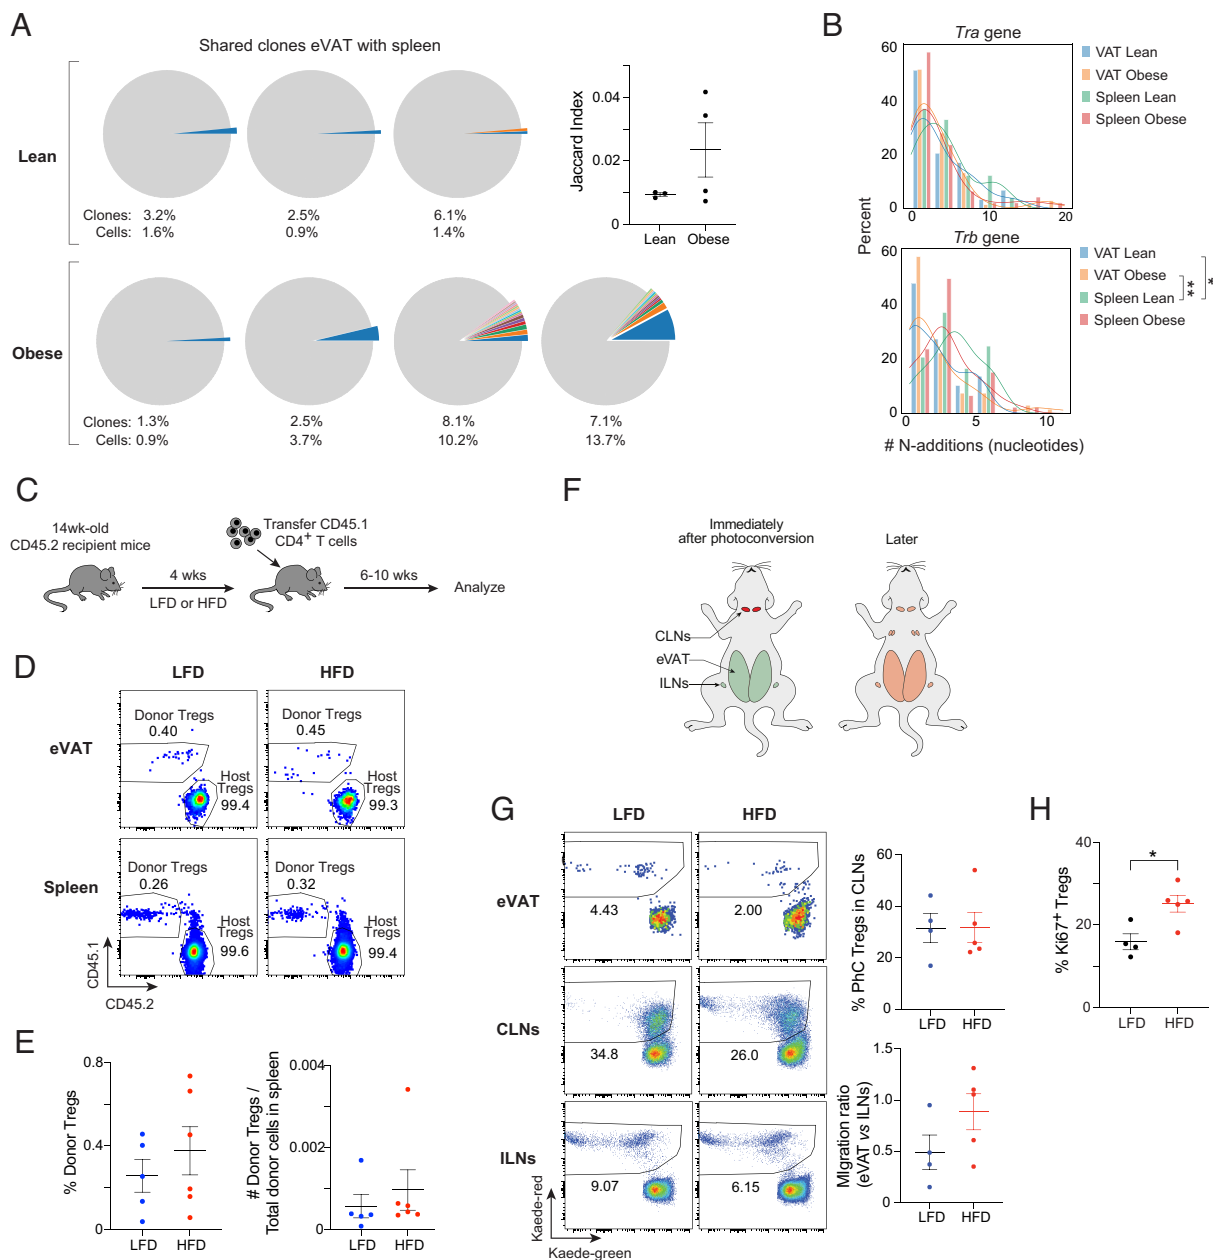 A
Shared clones eVAT with spleen
Lean
Clones: 3.2% 2.5% 6.1%
Cells: 1.6% 0.9% 1.4%
Jaccard Index
0.04
0.02
0
Lean Obese
Obese
Clones: 1.3% 2.5% 8.1% 7.1%
Cells: 0.9% 3.7% 10.2% 13.7%
B
Tra gene
60
40
20
0
0 10 20
VAT Lean
VAT Obese
Spleen Lean
Spleen Obese
Percent
Trb gene
60
40
20
0
0 5 10
# N-additions (nucleotides)
VAT Lean
VAT Obese
Spleen Lean
Spleen Obese
**
*
C
14wk-old
CD45.2 recipient mice
4 wks
LFD or HFD
Transfer CD45.1
CD4+ T cells
6-10 wks
Analyze
D
LFD HFD
eVAT
Donor Tregs
0.40
Host
Tregs
99.4
Donor Tregs
0.45
Host
Tregs
99.3
Spleen
Donor Tregs
0.26
Host
Tregs
99.6
Donor Tregs
0.32
Host
Tregs
99.4
CD45.1
CD45.2
E
% Donor Tregs
0.8
0.4
0
LFD HFD
# Donor Tregs /
Total donor cells in spleen
0.004
0.002
0
LFD HFD
F
Immediately
after photoconversion
Later
CLNs
eVAT
ILNs
G
LFD HFD
eVAT
4.43 2.00
CLNs
34.8 26.0
ILNs
9.07 6.15
Kaede-red
Kaede-green
% PhC Tregs in CLNs
60
40
20
0
LFD HFD
MIgration ratio
(eVAT vs ILNs)
1.5
1.0
0.5
0.0
LFD HFD
H
% Ki67+ Tregs
40
20
0
*
LFD HFD